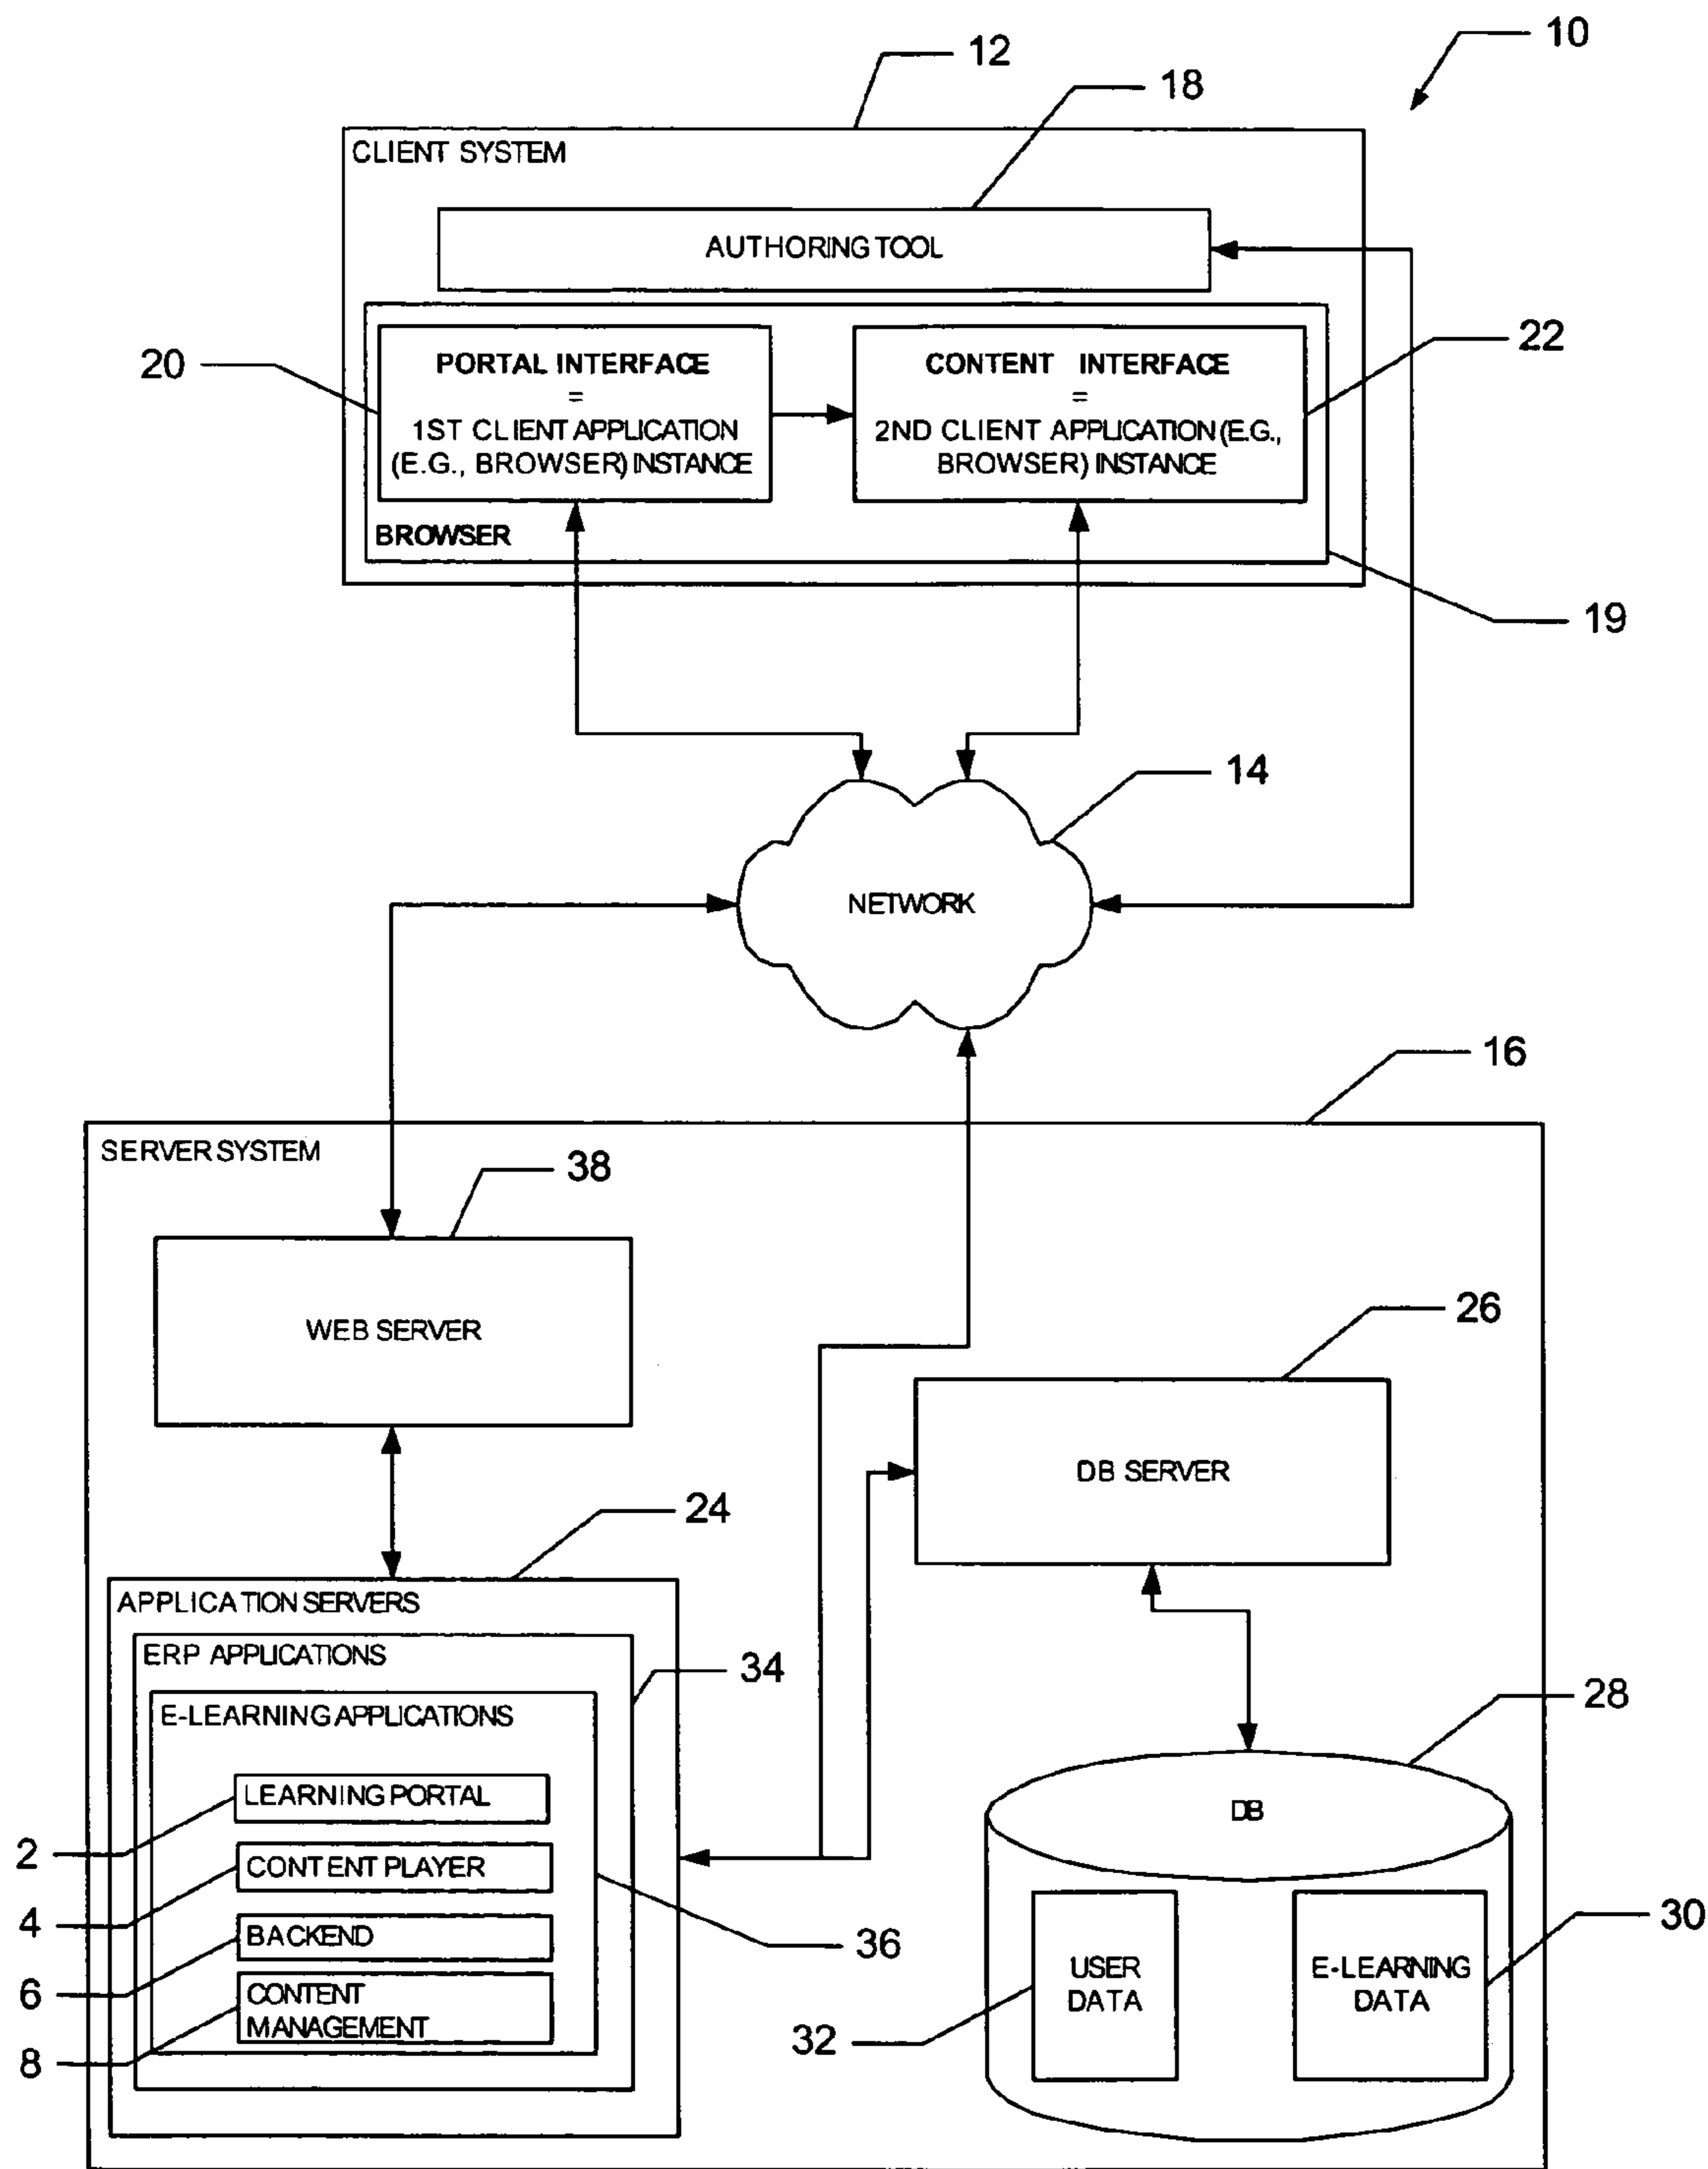 10
12
18
CLIENT SYSTEM
AUTHORING TOOL
20
PORTAL INTERFACE
=
1ST CLIENT APPLICATION
(E.G., BROWSER) INSTANCE
CONTENT INTERFACE
=
2ND CLIENT APPLICATION (E.G.,
BROWSER) INSTANCE
22
BROWSER
19
14
NETWORK
16
SERVER SYSTEM
38
WEB SERVER
26
DB SERVER
24
APPLICATION SERVERS
ERP APPLICATIONS
34
E-LEARNING APPLICATIONS
28
LEARNING PORTAL
2
CONTENT PLAYER
4
BACKEND
6
CONTENT
MANAGEMENT
8
36
DB
USER
DATA
32
E-LEARNING
DATA
30